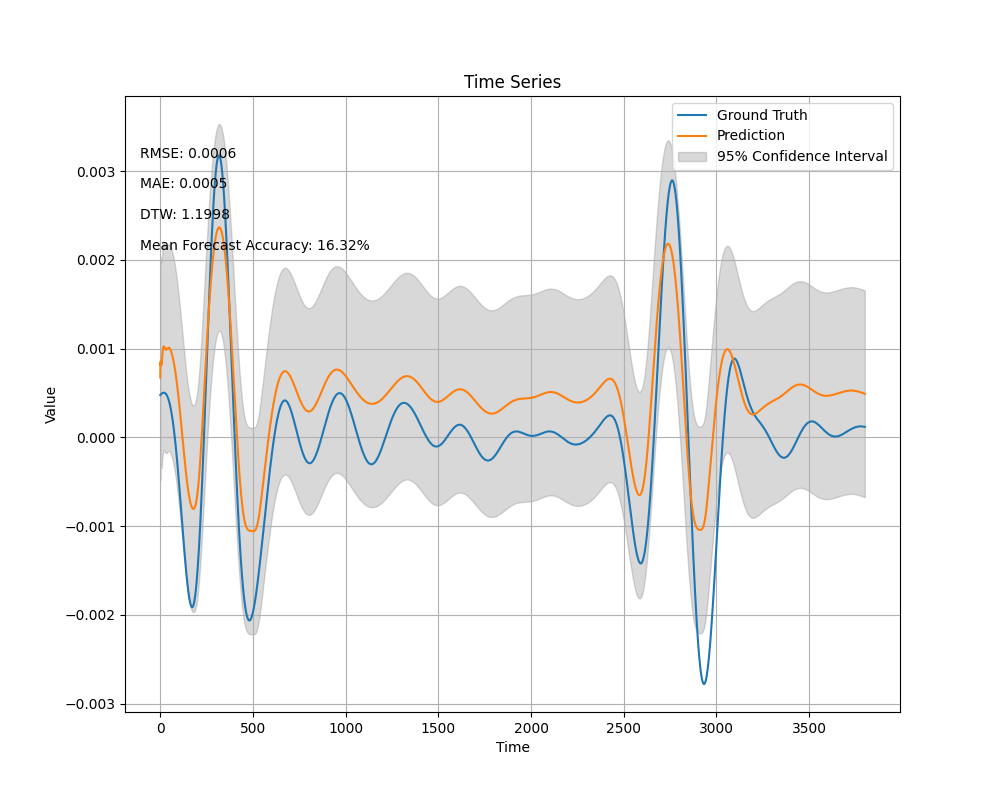 Time Series
Ground Truth
Prediction
95% Confidence Interval
RMSE: 0.0006
MAE: 0.0005
DTW: 1.1998
Mean Forecast Accuracy: 16.32%
0.003
0.002
0.001
0.000
−0.001
−0.002
−0.003
Value
0 500 1000 1500 2000 2500 3000 3500
Time